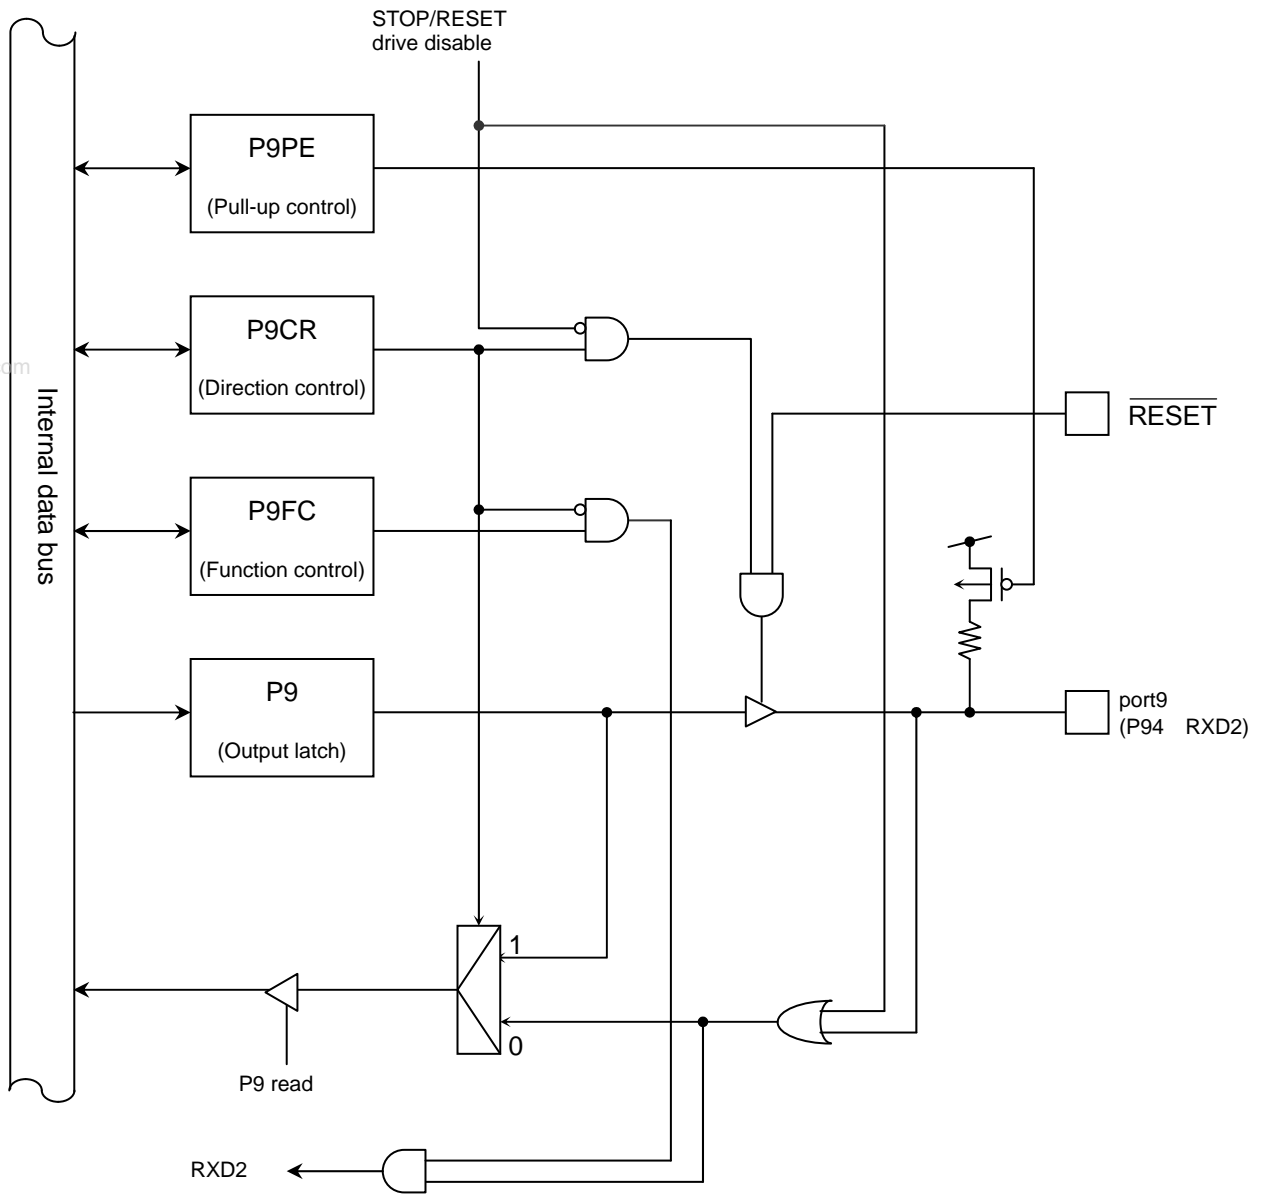 STOP/RESET
drive disable
P9PE
(Pull-up control)
P9CR
(Direction control)
om
Internal data bus
RESET
P9FC
(Function control)
P9
(Output latch)
port9
(P94 RXD2)
1
0
P9 read
RXD2